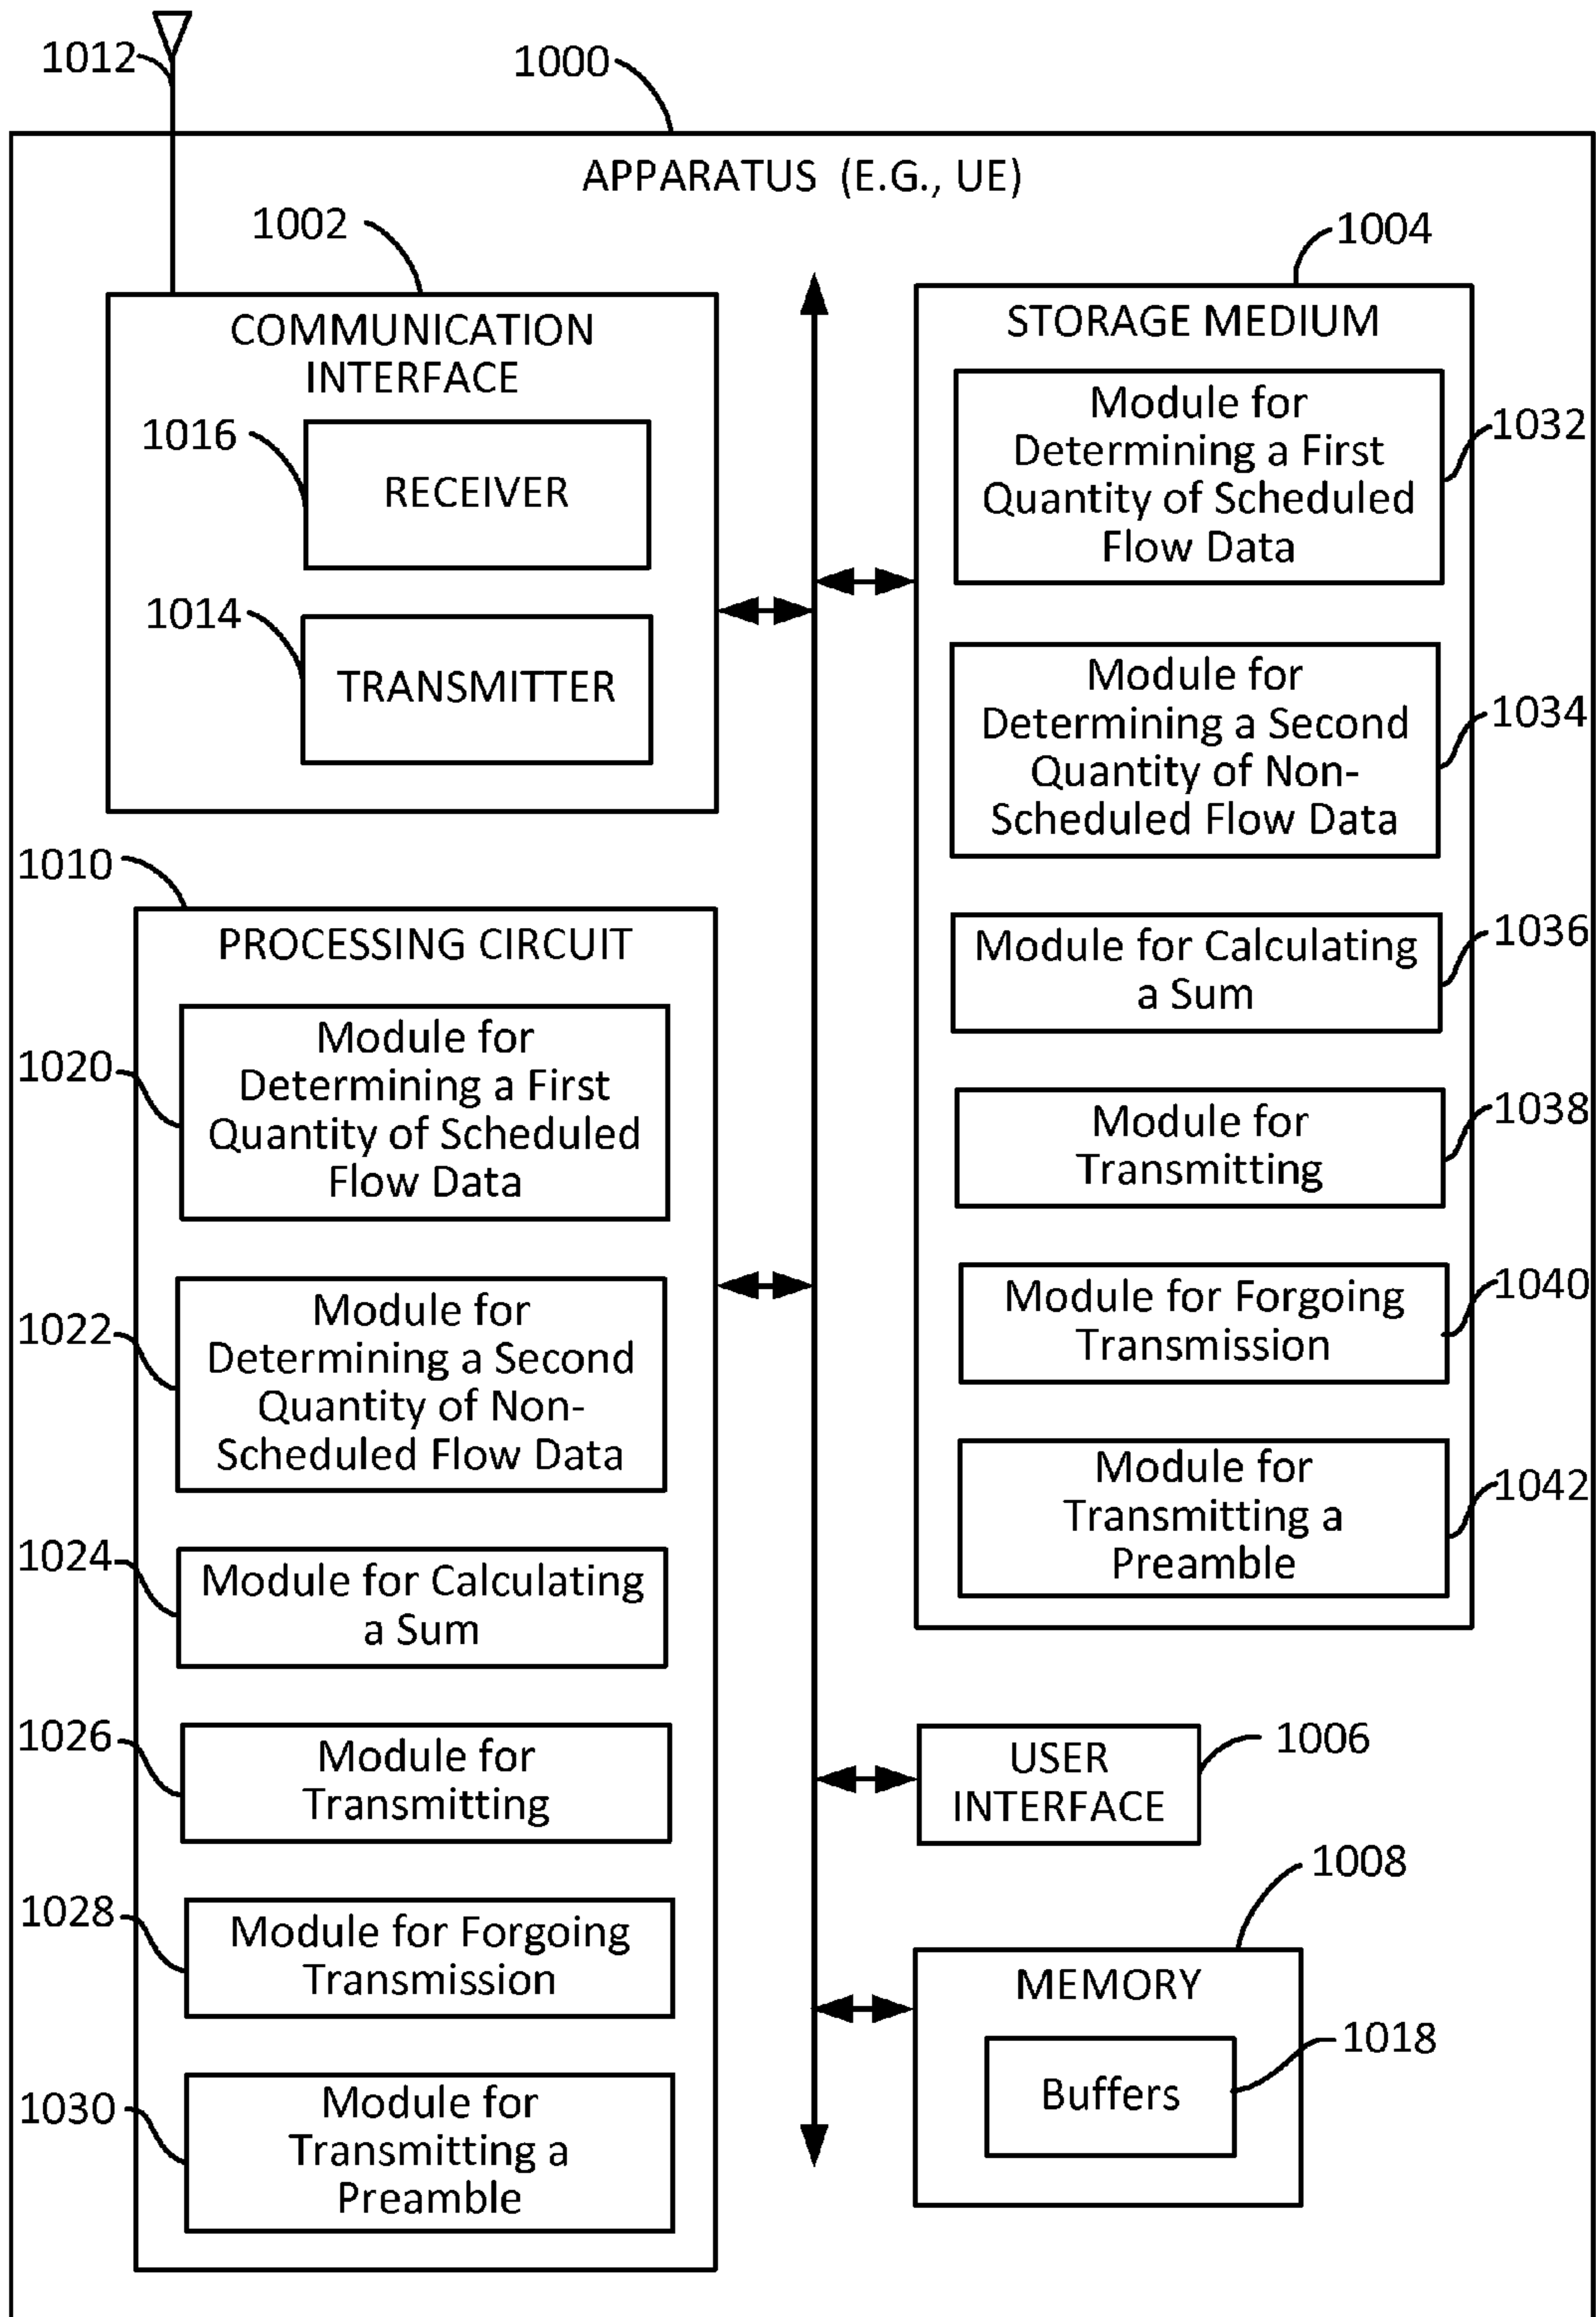 1012
1000
APPARATUS (E.G., UE)
1002
COMMUNICATION
INTERFACE
1016
RECEIVER
1014
TRANSMITTER
1010
PROCESSING CIRCUIT
1020
Module for
Determining a First
Quantity of Scheduled
Flow Data
1022
Module for
Determining a Second
Quantity of Non-
Scheduled Flow Data
1024
Module for Calculating
a Sum
1026
Module for
Transmitting
1028
Module for Forgoing
Transmission
1030
Module for
Transmitting a
Preamble
1004
STORAGE MEDIUM
Module for
Determining a First
Quantity of Scheduled
Flow Data
1032
Module for
Determining a Second
Quantity of Non-
Scheduled Flow Data
1034
Module for Calculating
a Sum
1036
Module for
Transmitting
1038
Module for Forgoing
Transmission
1040
Module for
Transmitting a
Preamble
1042
USER
INTERFACE
1006
1008
MEMORY
Buffers
1018